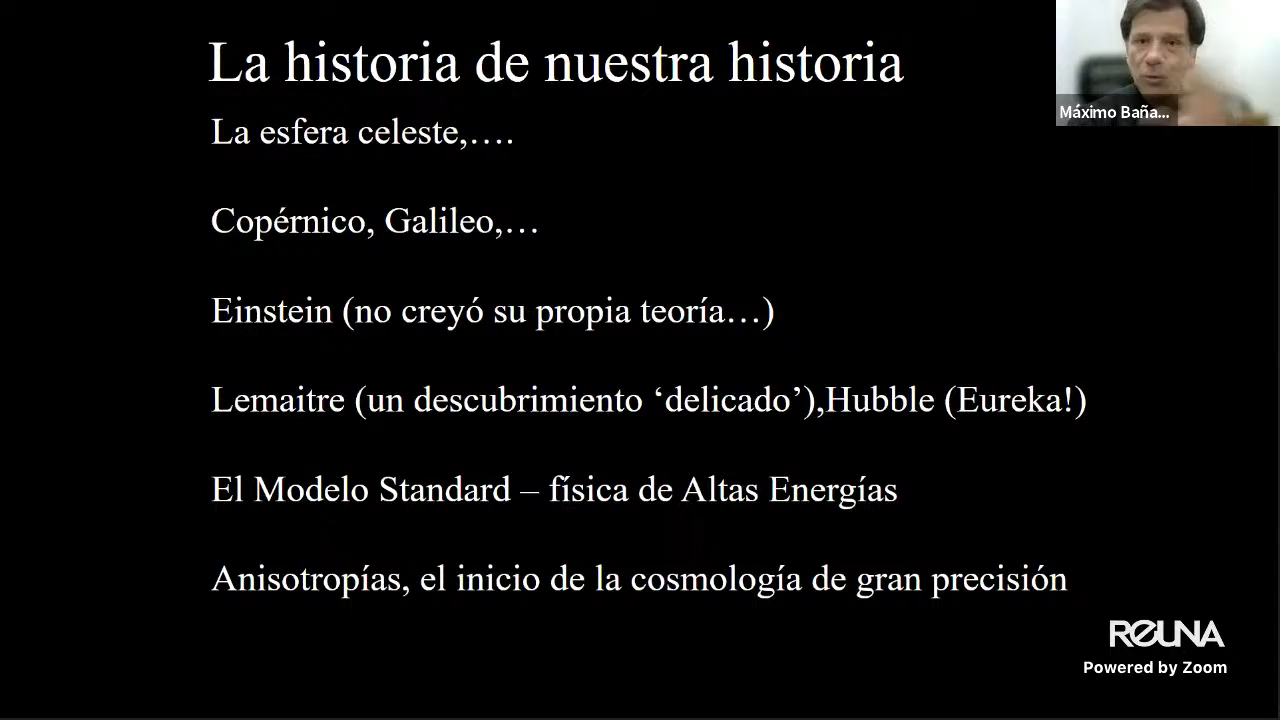 La historia de nuestra historia
Máximo Baña...
La esfera celeste,….
Copérnico, Galileo,…
Einstein (no creyó su propia teoría…)
Lemaitre (un descubrimiento ‘delicado’),Hubble (Eureka!)
El Modelo Standard – física de Altas Energías
Anisotropías, el inicio de la cosmología de gran precisión
REUNA
Powered by Zoom